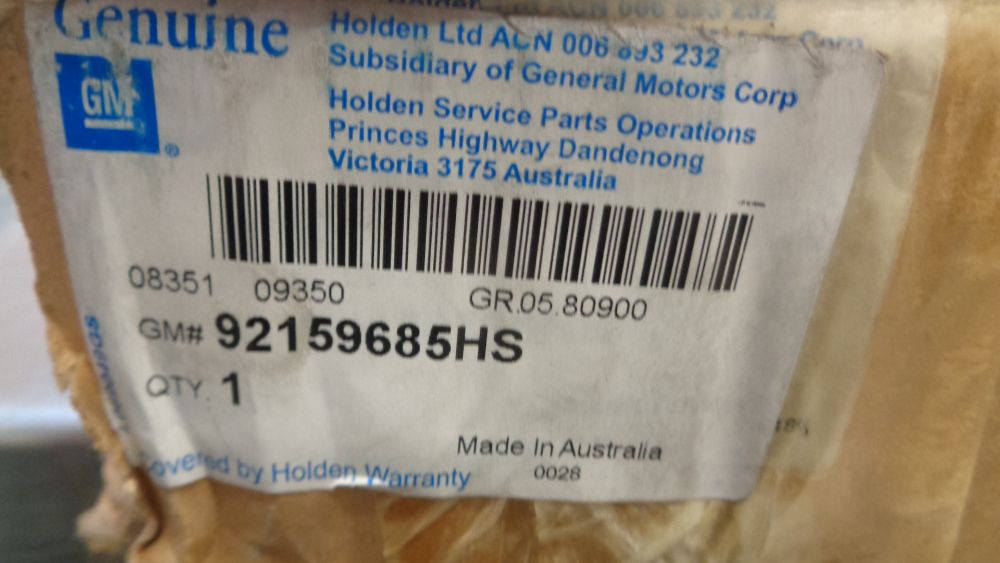 Genuine
GM
®
Holden Ltd ACN 006 893 232
Subsidiary of General Motors Corp
Holden Service Parts Operations
Princes Highway Dandenong
Victoria 3175 Australia
08351 09350 GR.05.80900
GM# 92159685HS
QTY. 1
Made In Australia
0028
Covered by Holden Warranty